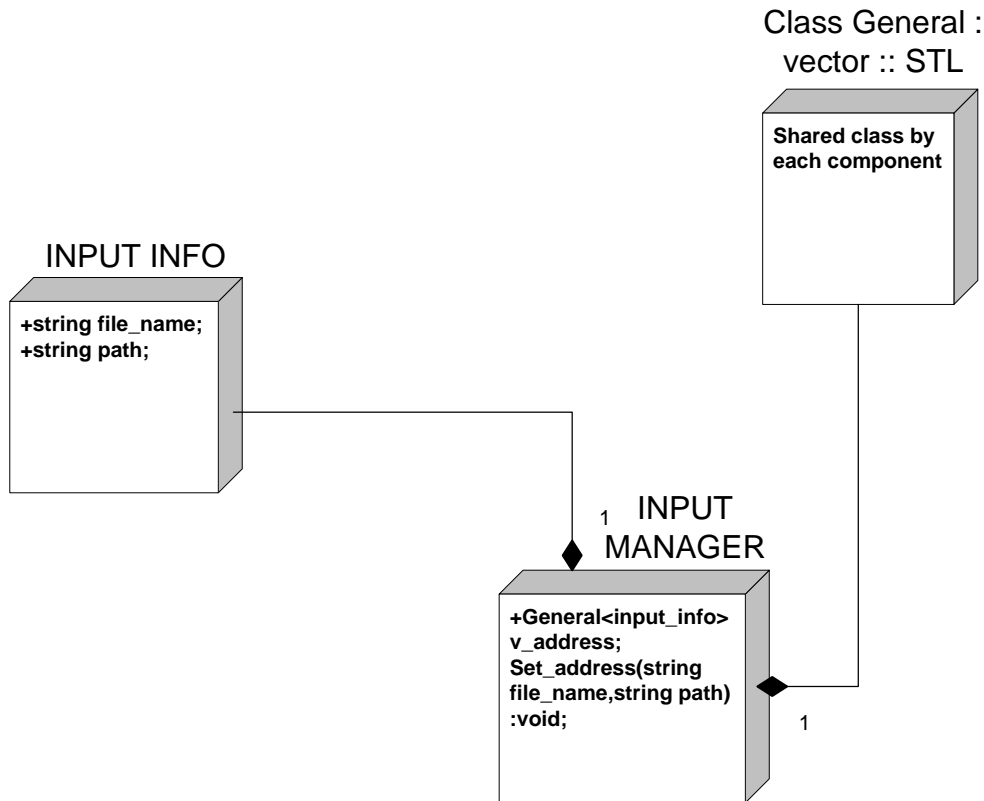 Class General :
vector :: STL
Shared class by
each component
INPUT INFO
+string file_name;
+string path;
1
INPUT
MANAGER
+General<input_info>
v_address;
Set_address(string
file_name,string path)
:void;
1